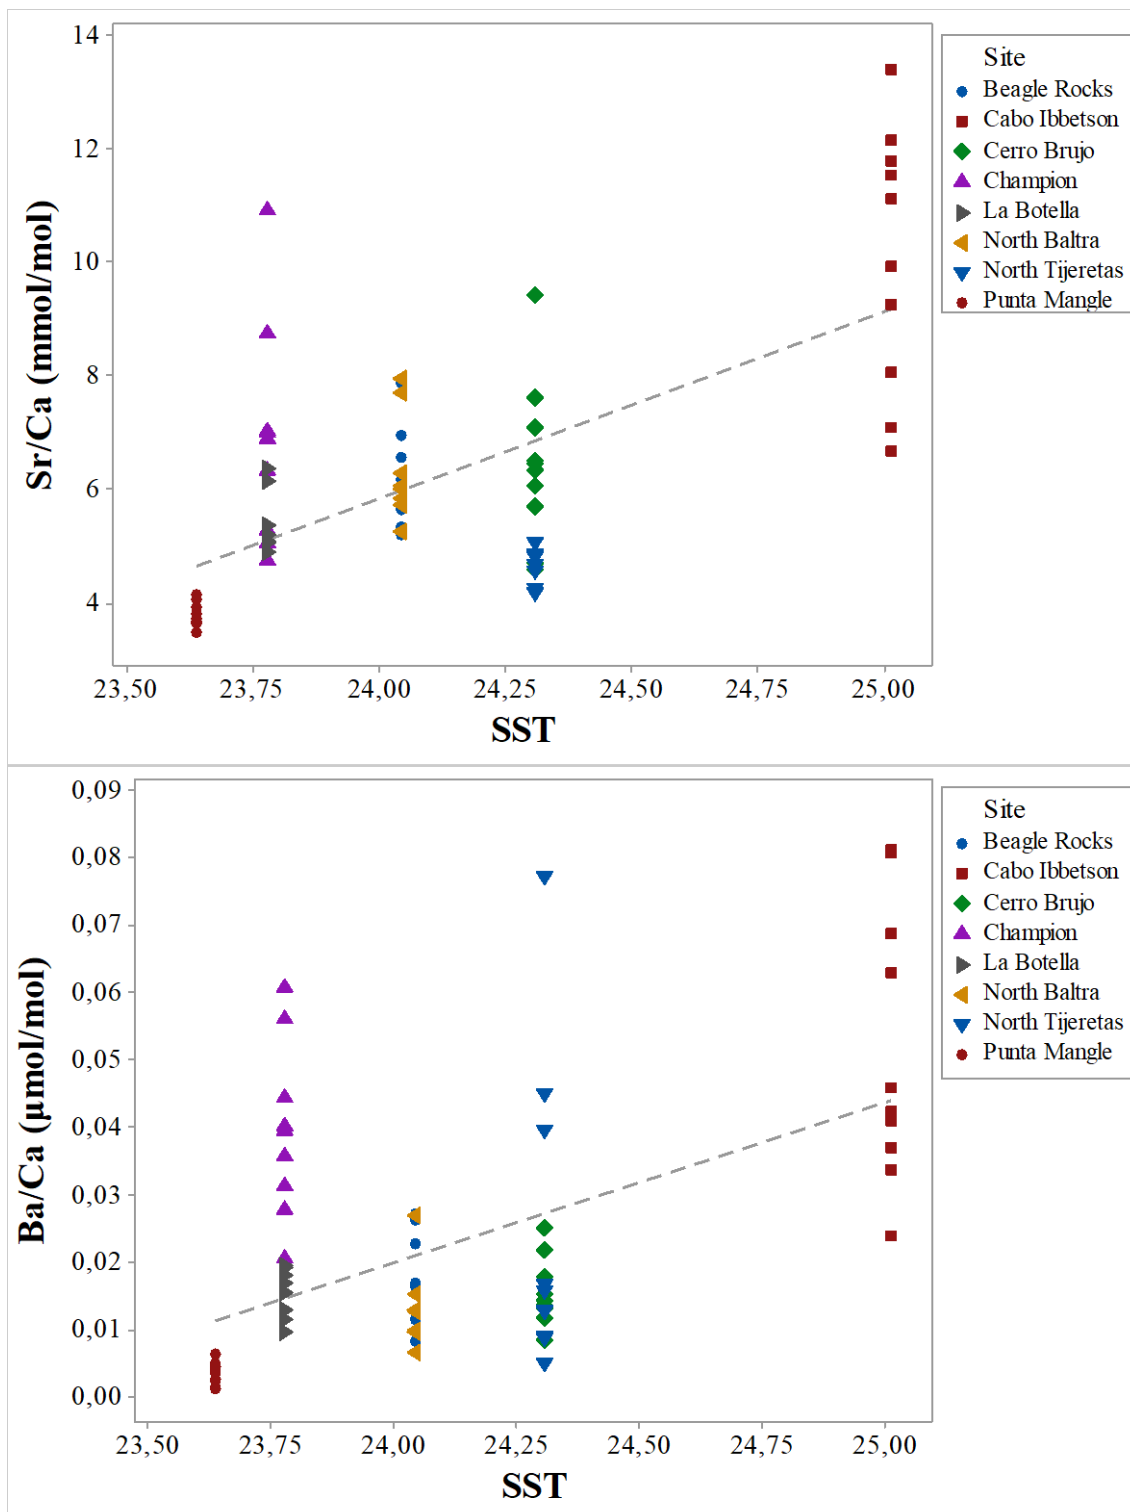 14
12
10
8
6
4
Sr/Ca (mmol/mol)
23,50 23,75 24,00 24,25 24,50 24,75 25,00
SST
Site
Beagle Rocks
Cabo Ibbetson
Cerro Brujo
Champion
La Botella
North Baltra
North Tijeretas
Punta Mangle
0,09
0,08
0,07
0,06
0,05
0,04
0,03
0,02
0,01
0,00
Ba/Ca (μmol/mol)
23,50 23,75 24,00 24,25 24,50 24,75 25,00
SST
Site
Beagle Rocks
Cabo Ibbetson
Cerro Brujo
Champion
La Botella
North Baltra
North Tijeretas
Punta Mangle